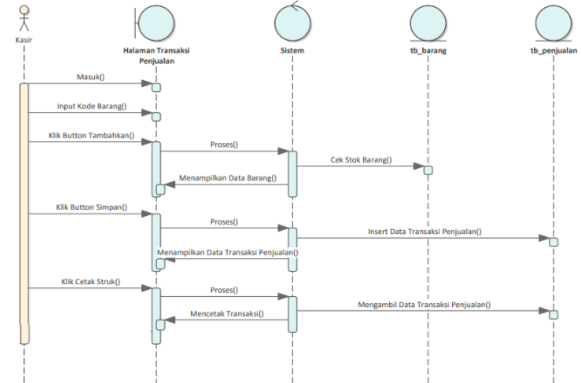 Kasir
Halaman Transaksi
Penjualan
Sistem
tb_barang
tb_penjualan
Masuk()
Input Kode Barang()
Klik Button Tambahkan()
Proses()
Cek Stok Barang()
Menampilkan Data Barang()
Klik Button Simpan()
Proses()
Insert Data Transaksi Penjualan()
Menampilkan Data Transaksi Penjualan()
Klik Cetak Struk()
Proses()
Mengambil Data Transaksi Penjualan()
Mencetak Transaksi()